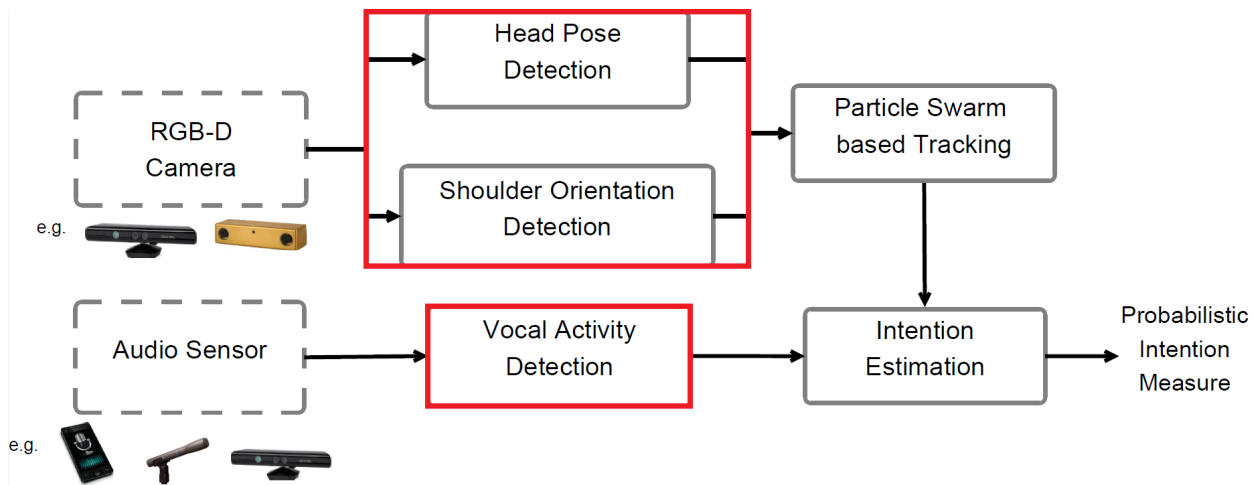 Head Pose
Detection
RGB-D
Camera
Particle Swarm
based Tracking
Shoulder Orientation
Detection
e.g.
Audio Sensor
Vocal Activity
Detection
Intention
Estimation
Probabilistic
Intention
Measure
e.g.